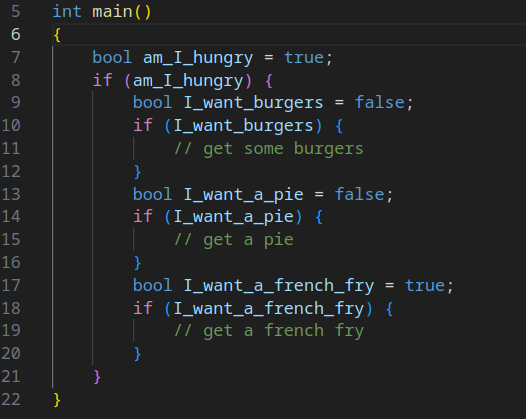 5 int main()
6 {
7     bool am_I_hungry = true;
8     if (am_I_hungry) {
9         bool I_want_burgers = false;
10         if (I_want_burgers) {
11             // get some burgers
12         }
13         bool I_want_a_pie = false;
14         if (I_want_a_pie) {
15             // get a pie
16         }
17         bool I_want_a_french_fry = true;
18         if (I_want_a_french_fry) {
19             // get a french fry
20         }
21     }
22 }